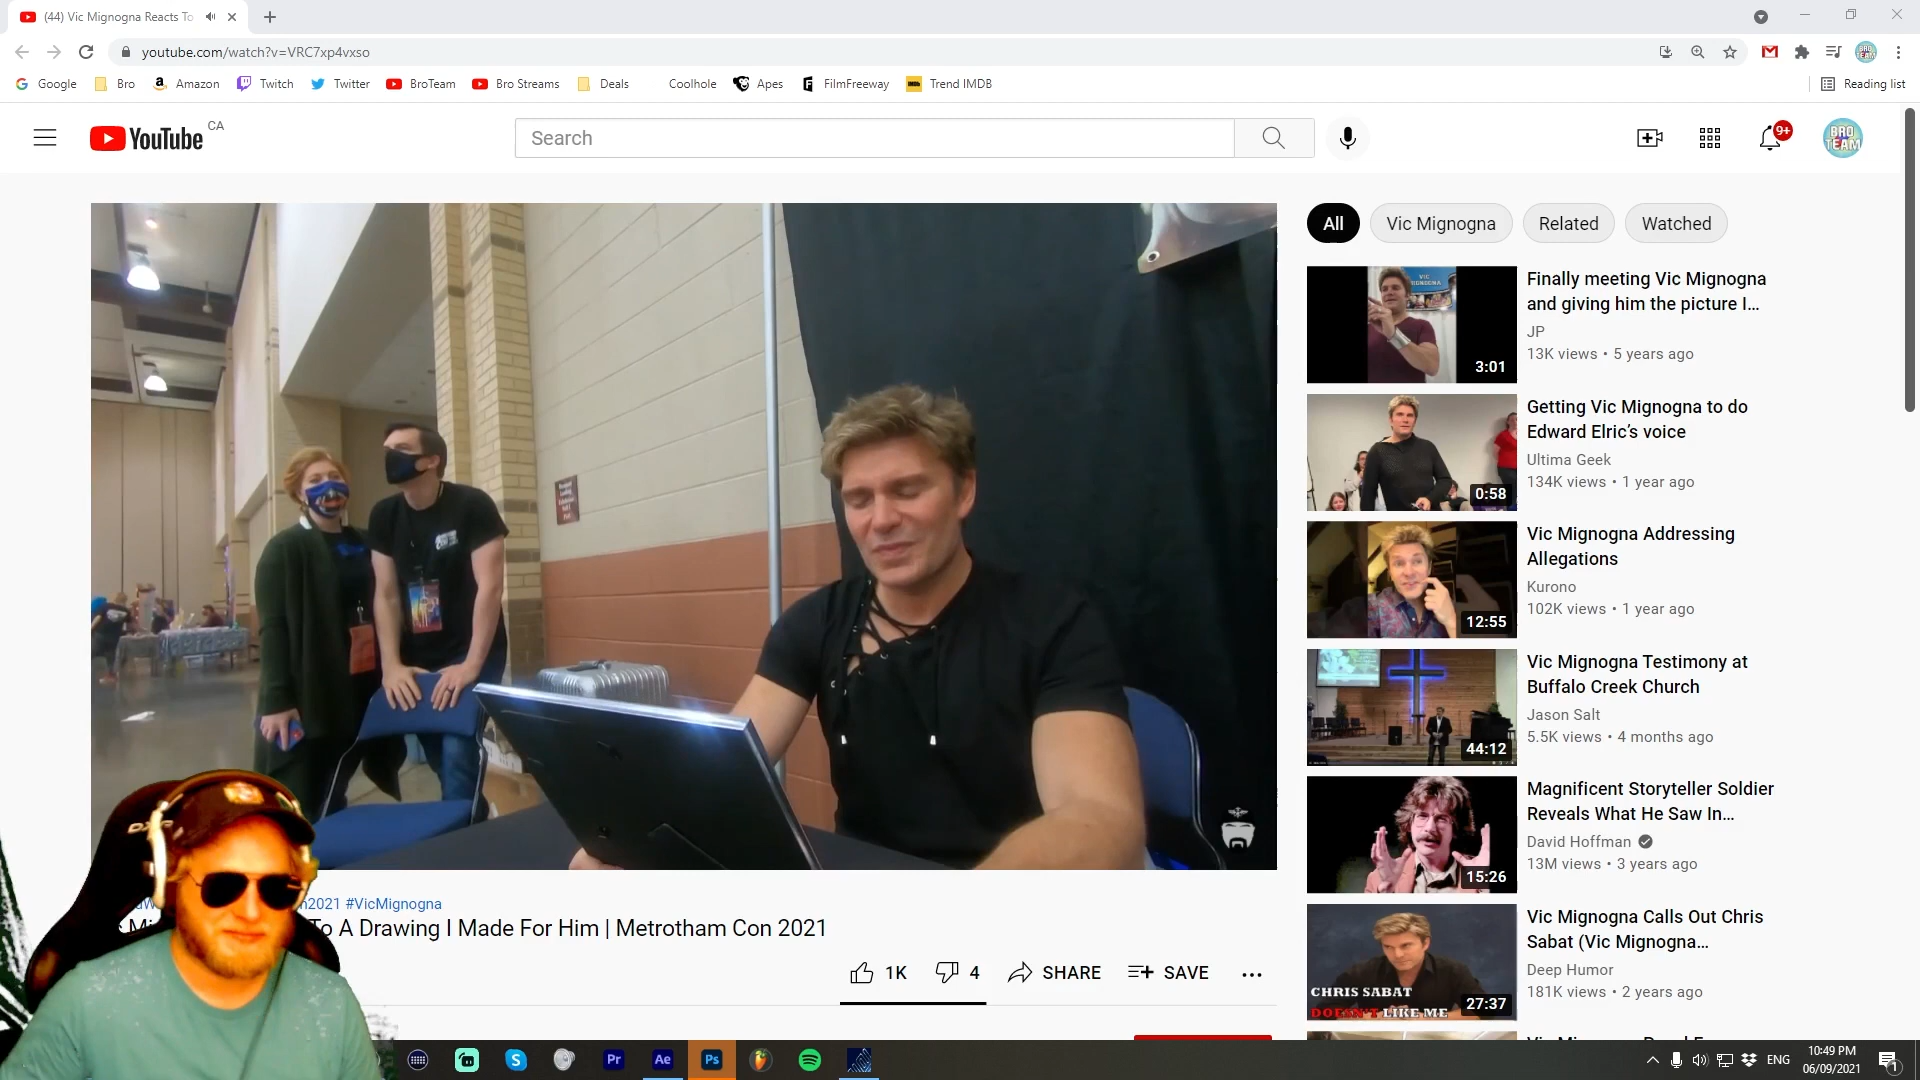 (44) Vic Mignogna Reacts To
youtube.com/watch?v=VRC7xp4vxso
Google
Bro
Amazon
Twitch
Twitter
BroTeam
Bro Streams
Deals
Coolhole
Apes
FilmFreeway
Trend IMDB
Reading list
YouTube CA
Search
9+
BRO TEAM
All
Vic Mignogna
Related
Watched
Finally meeting Vic Mignogna
and giving him the picture I...
JP
13K views • 5 years ago
3:01
Getting Vic Mignogna to do
Edward Elric’s voice
Ultima Geek
134K views • 1 year ago
0:58
Vic Mignogna Addressing
Allegations
Kurono
102K views • 1 year ago
12:55
Vic Mignogna Testimony at
Buffalo Creek Church
Jason Salt
5.5K views • 4 months ago
44:12
Magnificent Storyteller Soldier
Reveals What He Saw In...
David Hoffman
13M views • 3 years ago
15:26
Vic Mignogna Calls Out Chris
Sabat (Vic Mignogna...
Deep Humor
181K views • 2 years ago
CHRIS SABAT
DOESN'T LIKE ME
27:37
n2021 #VicMignogna
To A Drawing I Made For Him | Metrotham Con 2021
1K
4
SHARE
SAVE
Pr
Ae
Ps
ENG
10:49 PM
06/09/2021
1